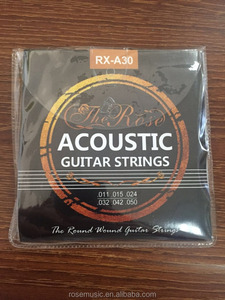 RX-A30
The Rose
ACOUSTIC
GUITAR STRINGS
.011 .015 .024
.032 .042 .050
The Round Wound Guitar Strings
rosemusic.en.alibaba.com